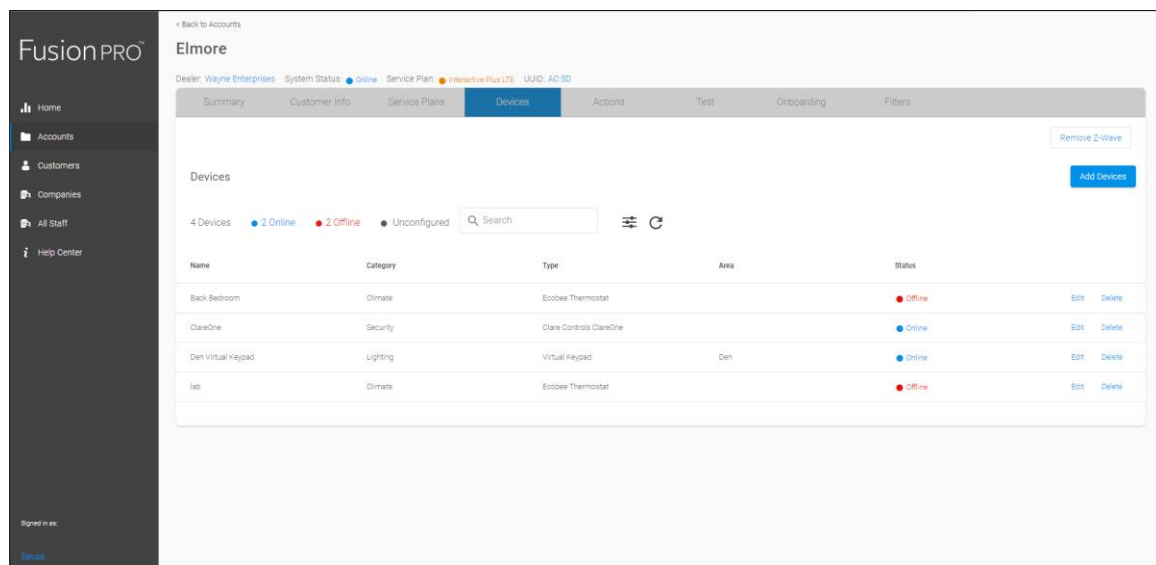 FusionPRO™
Home
Accounts
Customers
Companies
All Staff
Help Center
Signed in as:
Sign out
< Back to Accounts
Elmore
Dealer: Wayne Enterprises System Status: Online Service Plan: Interactive Plus LTE UUID: AC:5D
Summary Customer Info Service Plans Devices Actions Test Onboarding Filters
Remove Z-Wave
Devices
Add Devices
4 Devices 2 Online 2 Offline Unconfigured Search
Name Category Type Area Status
Back Bedroom Climate Ecobee Thermostat Offline Edit Delete
ClareOne Security Clare Controls ClareOne Online Edit Delete
Den Virtual Keypad Lighting Virtual Keypad Den Online Edit Delete
lab Climate Ecobee Thermostat Offline Edit Delete